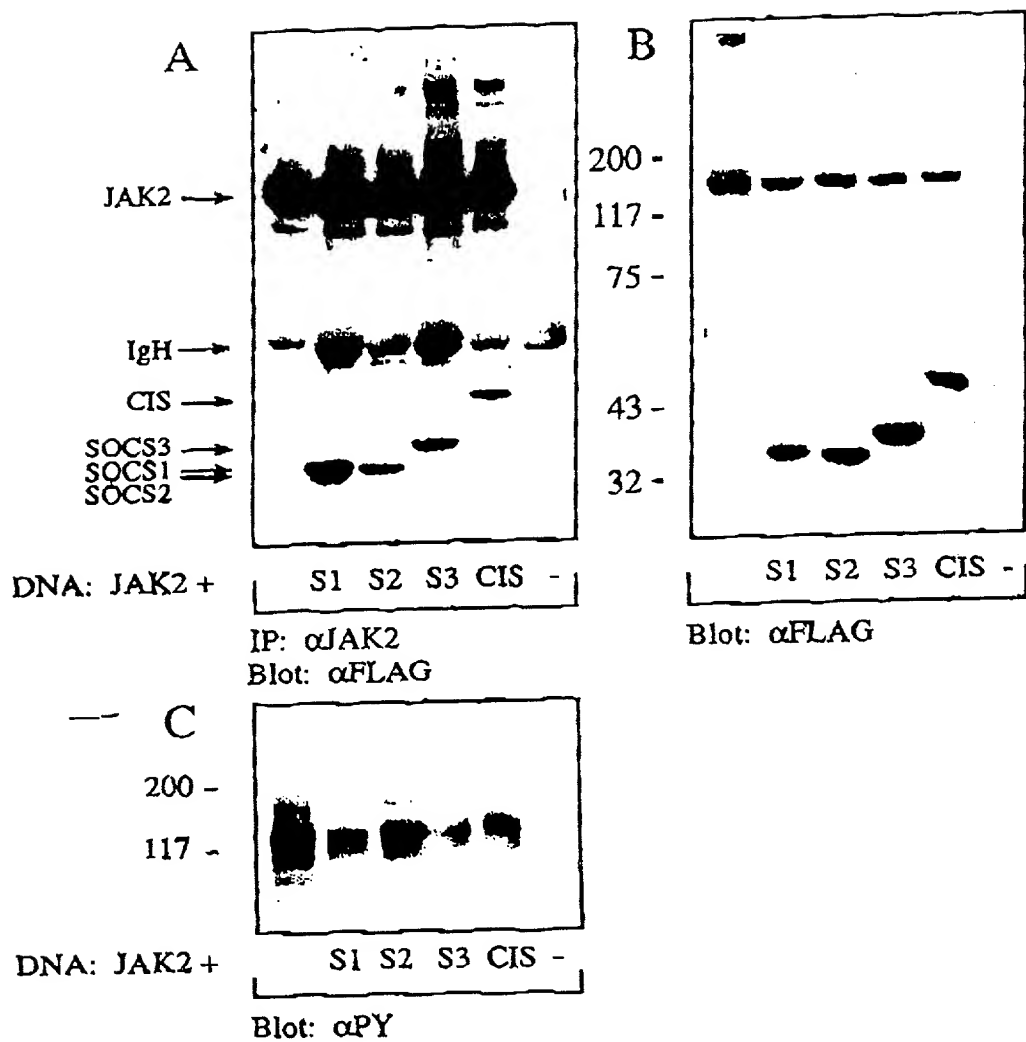 A
JAK2
IgH
CIS
SOCS3
SOCS1
SOCS2
DNA: JAK2 + S1 S2 S3 CIS -
IP: αJAK2
Blot: αFLAG
B
200 -
117 -
75 -
43 -
32 -
S1 S2 S3 CIS -
Blot: αFLAG
C
200 -
117 -
DNA: JAK2 + S1 S2 S3 CIS -
Blot: αPY